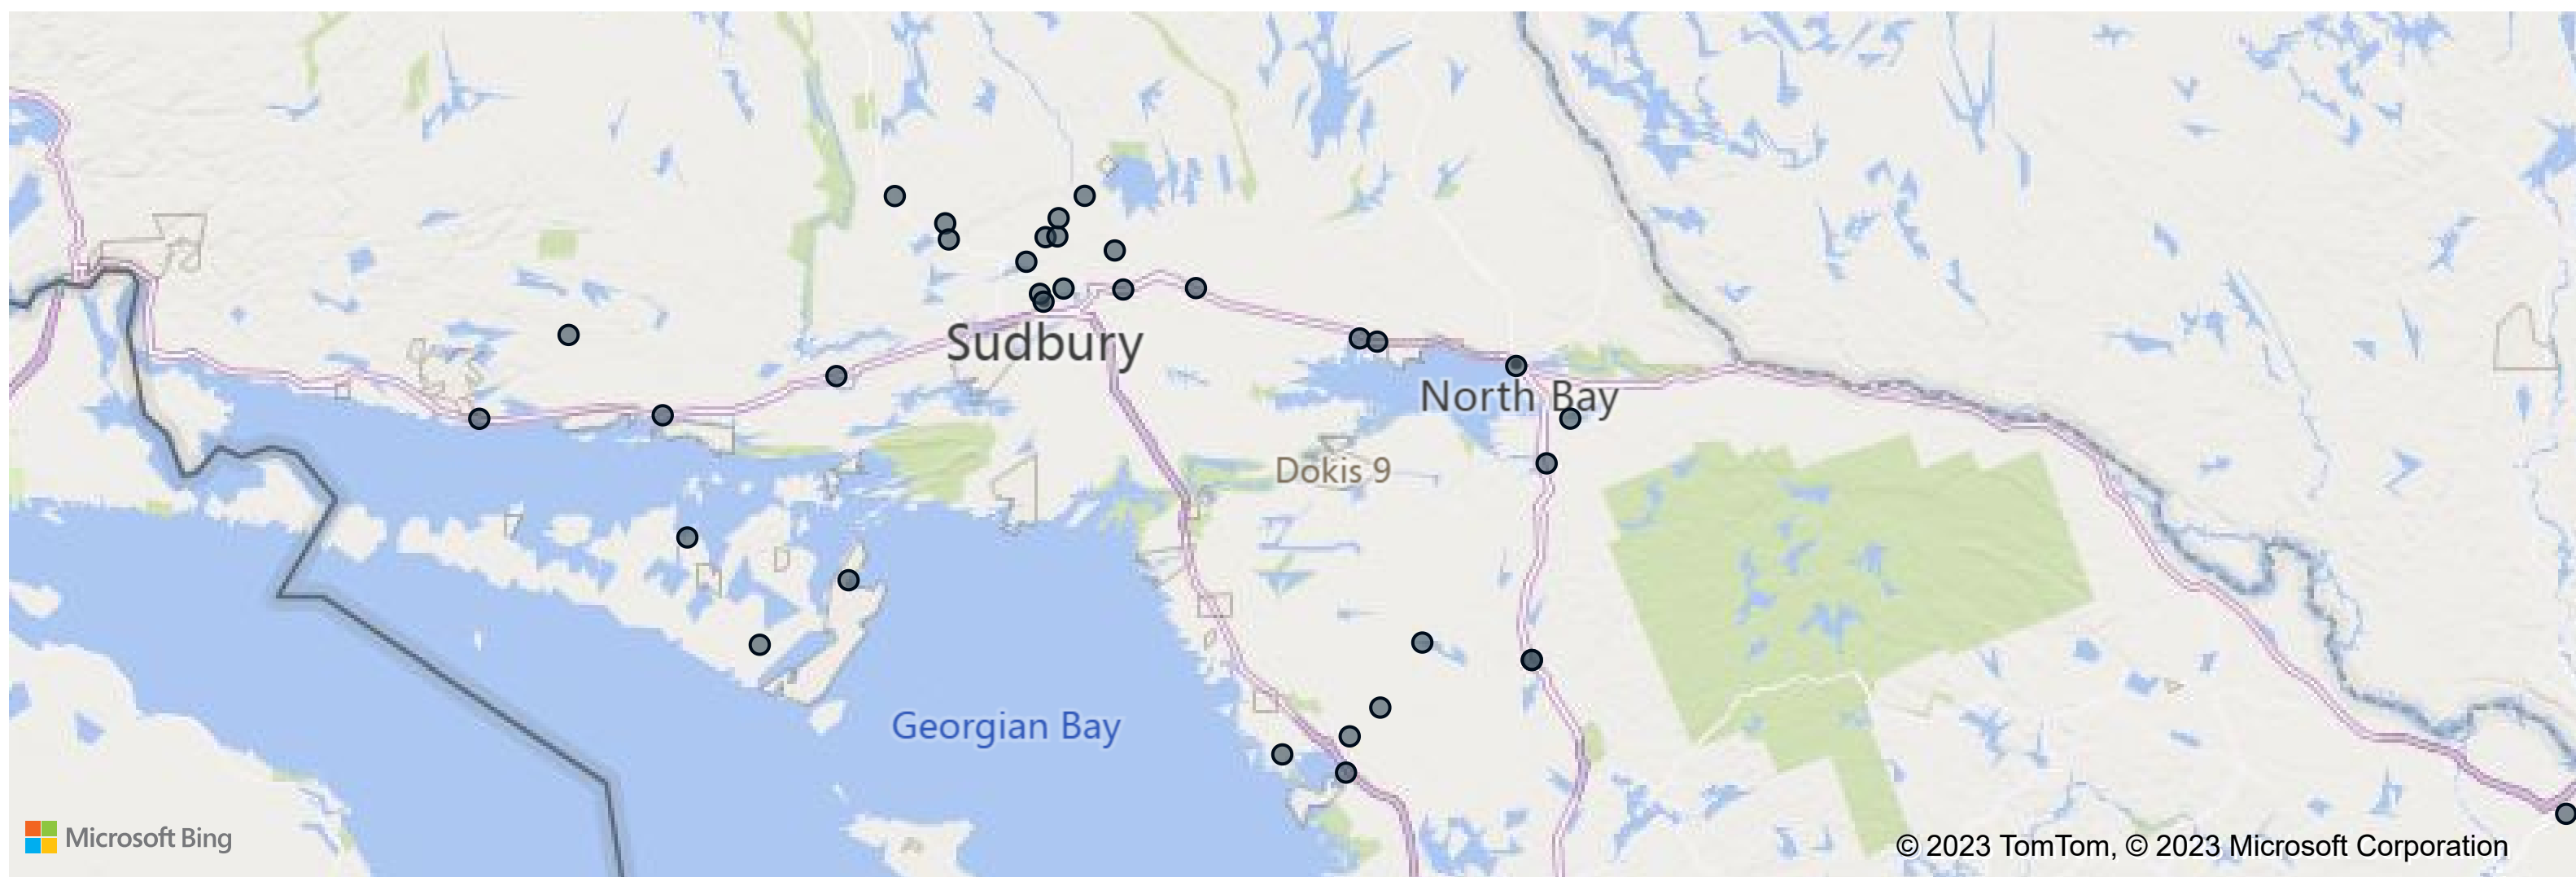 Sudbury
North Bay
Dokis 9
Georgian Bay
Microsoft Bing
© 2023 TomTom, © 2023 Microsoft Corporation